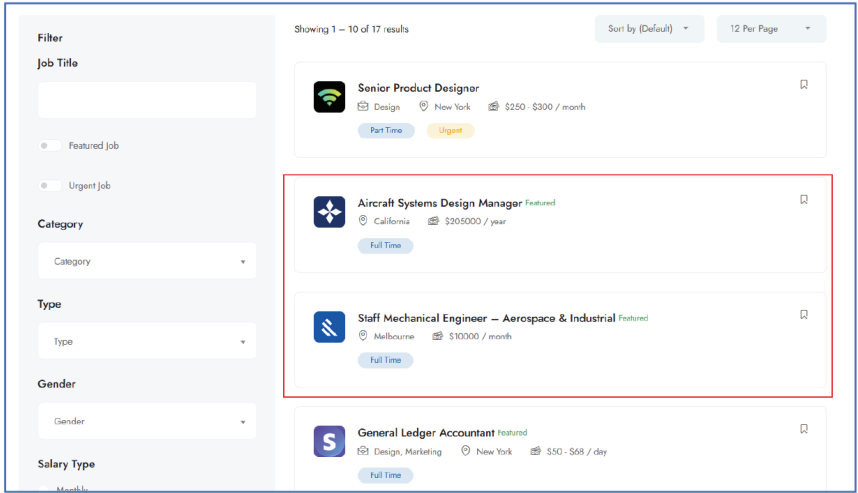 Filter
Job Title
Featured Job
Urgent Job
Category
Category
Type
Type
Gender
Gender
Salary Type
Monthly
Showing 1 – 10 of 17 results
Sort by (Default)
12 Per Page
Senior Product Designer
Design New York $250 - $300 / month
Part Time Urgent
Aircraft Systems Design Manager Featured
California $205000 / year
Full Time
Staff Mechanical Engineer – Aerospace & Industrial Featured
Melbourne $10000 / month
Full Time
S
General Ledger Accountant Featured
Design, Marketing New York $50 - $68 / day
Full Time